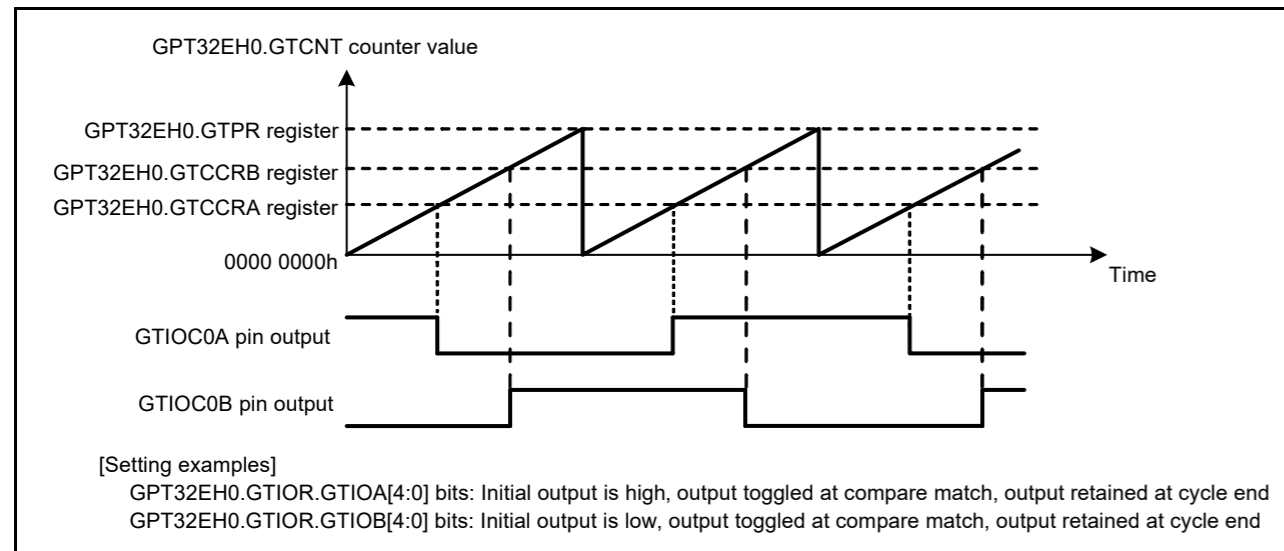 GPT32EH0.GTCNT counter value
GPT32EH0.GTPR register
GPT32EH0.GTCCRB register
GPT32EH0.GTCCRA register
0000 0000h
Time
GTIOC0A pin output
GTIOC0B pin output
[Setting examples]
GPT32EH0.GTIOR.GTIOA[4:0] bits: Initial output is high, output toggled at compare match, output retained at cycle end
GPT32EH0.GTIOR.GTIOB[4:0] bits: Initial output is low, output toggled at compare match, output retained at cycle end